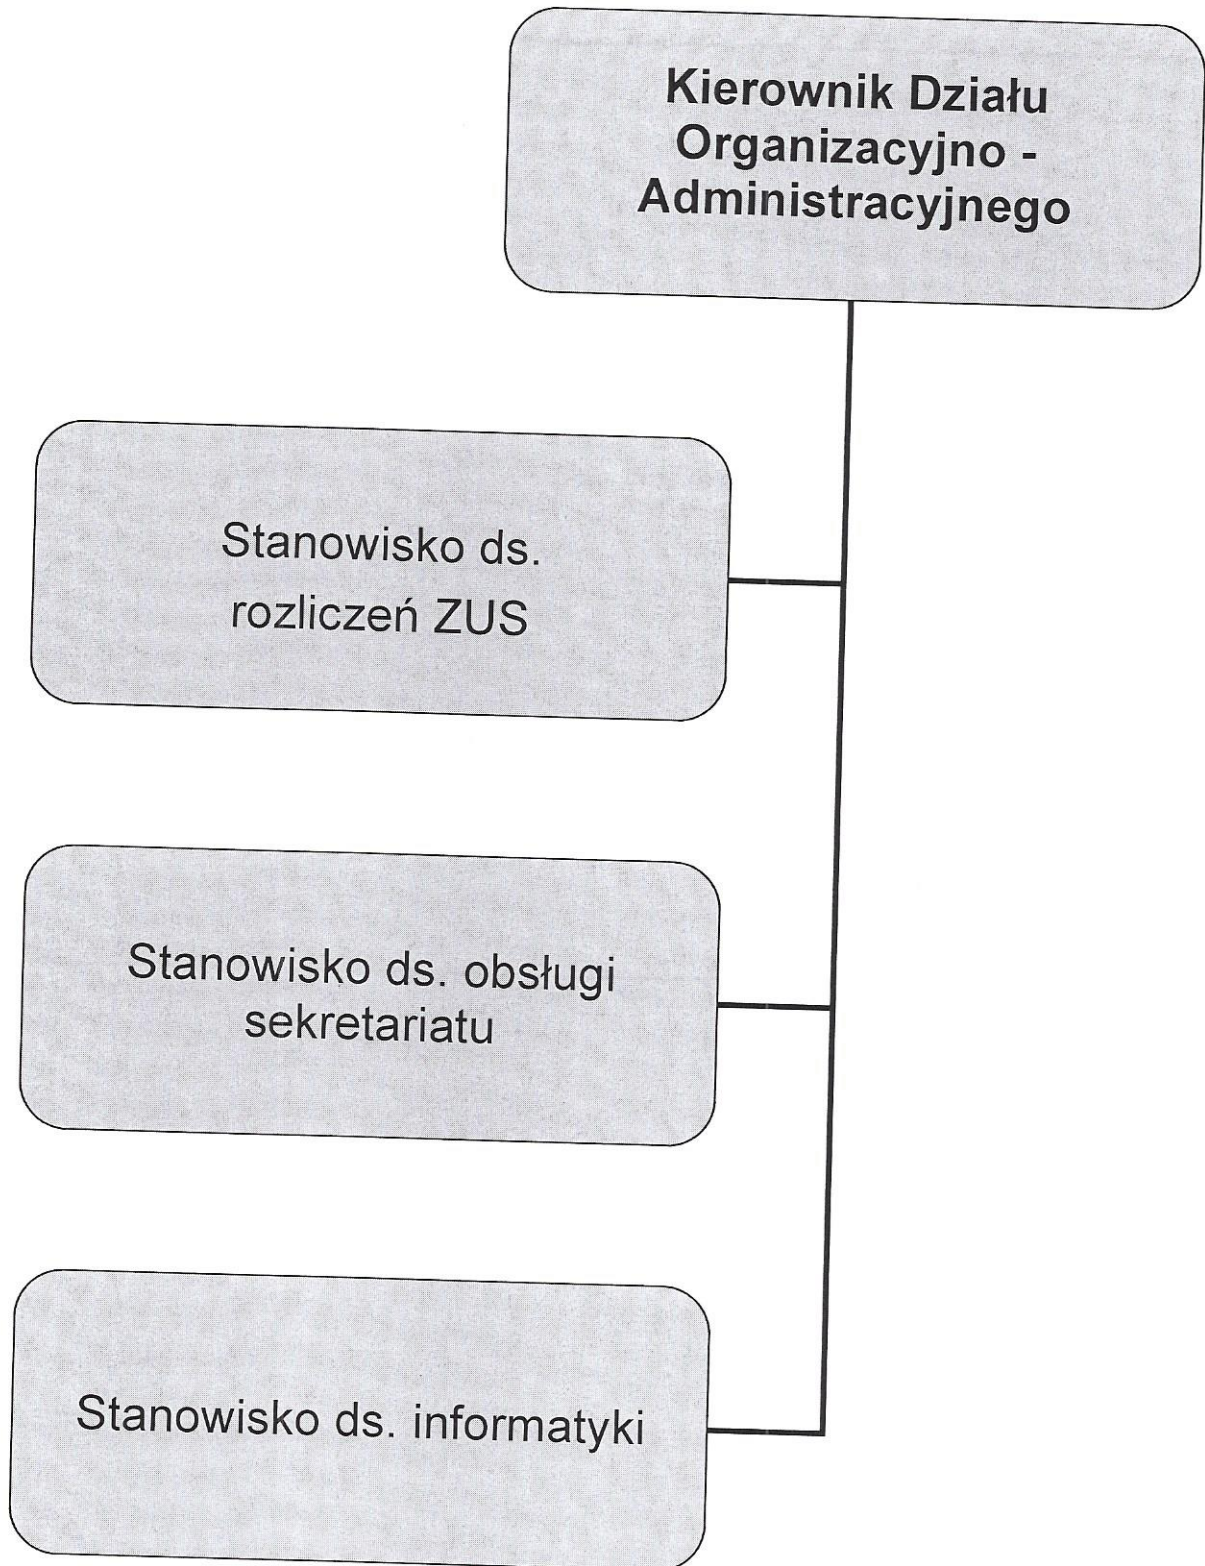 Kierownik Działu
Organizacyjno -
Administracyjnego
Stanowisko ds.
rozliczeń ZUS
Stanowisko ds. obsługi
sekretariatu
Stanowisko ds. informatyki